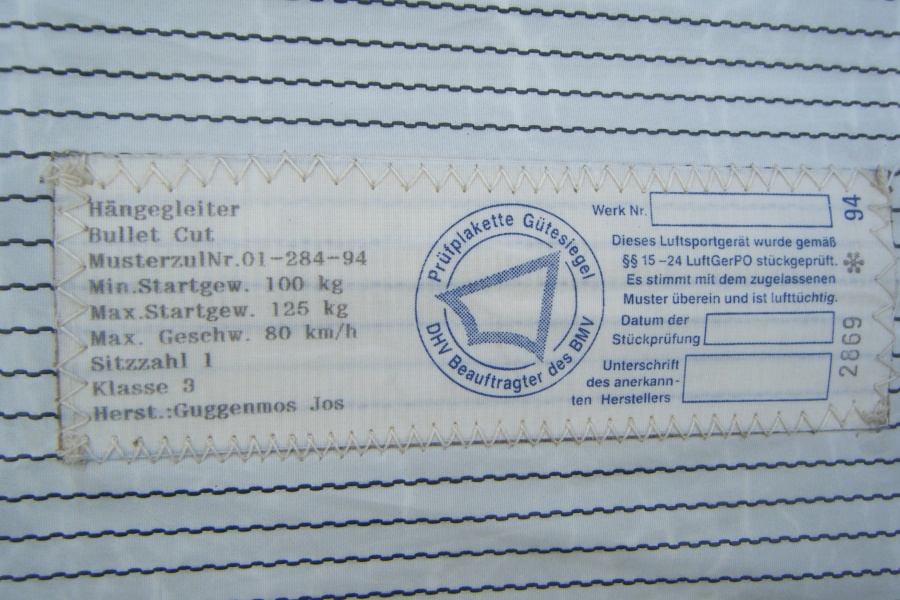 Hängegleiter
Bullet Cut
MusterzulNr.01-284-94
Min.Startgew. 100 kg
Max.Startgew. 125 kg
Max. Geschw. 80 km/h
Sitzzahl 1
Klasse 3
Herst.:Guggenmos Jos
Prüfplakette Gütesiegel
DHV Beauftragter des BMV
Werk Nr.
Dieses Luftsportgerät wurde gemäß
§§ 15 -24 LuftGerPO stückgeprüft.
Es stimmt mit dem zugelassenen
Muster überein und ist lufttüchtig.
Datum der
Stückprüfung
Unterschrift
des anerkann-
ten Herstellers
2869 * 94